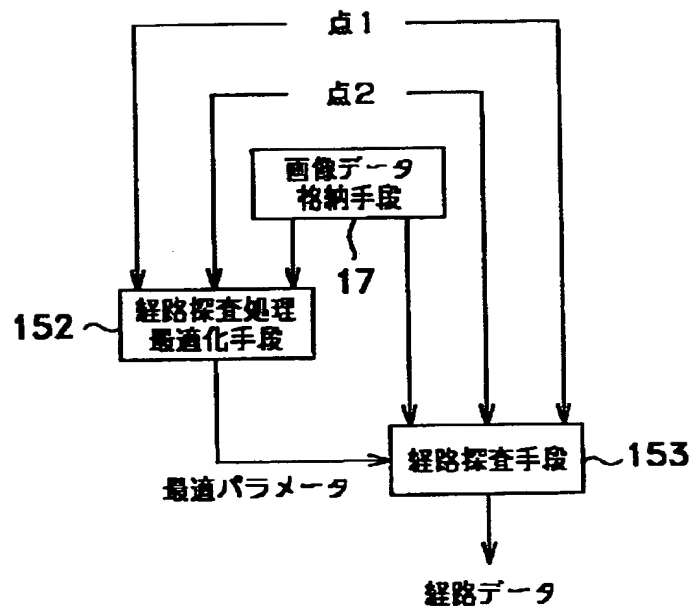 点1
点2
画像データ
格納手段
17
152
経路探査処理
最適化手段
経路探査手段
153
最適パラメータ
経路データ